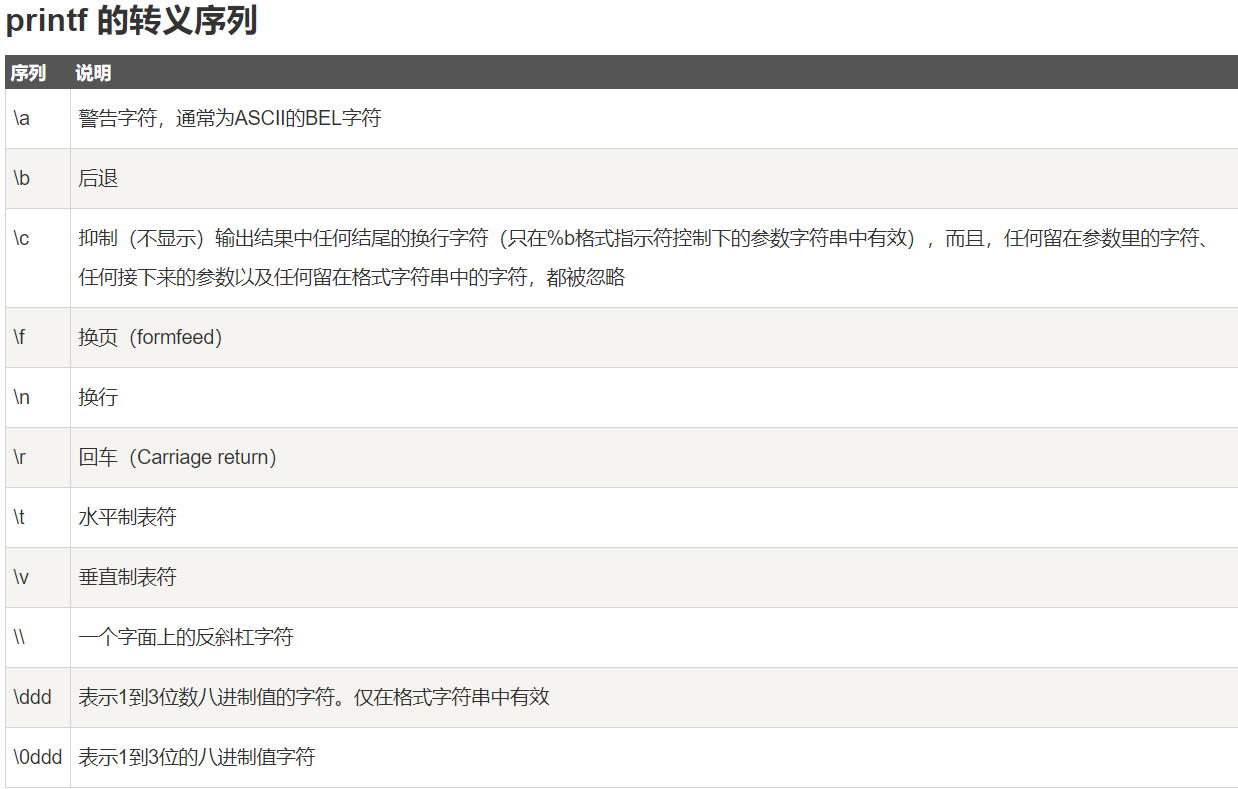 printf 的转义序列
序列 说明
\a 警告字符，通常为ASCII的BEL字符
\b 后退
\c 抑制（不显示）输出结果中任何结尾的换行字符（只在%b格式指示符控制下的参数字符串中有效），而且，任何留在参数里的字符、
任何接下来的参数以及任何留在格式字符串中的字符，都被忽略
\f 换页（formfeed）
\n 换行
\r 回车（Carriage return）
\t 水平制表符
\v 垂直制表符
\\ 一个字面上的反斜杠字符
\ddd 表示1到3位数八进制值的字符。仅在格式字符串中有效
\0ddd 表示1到3位的八进制值字符